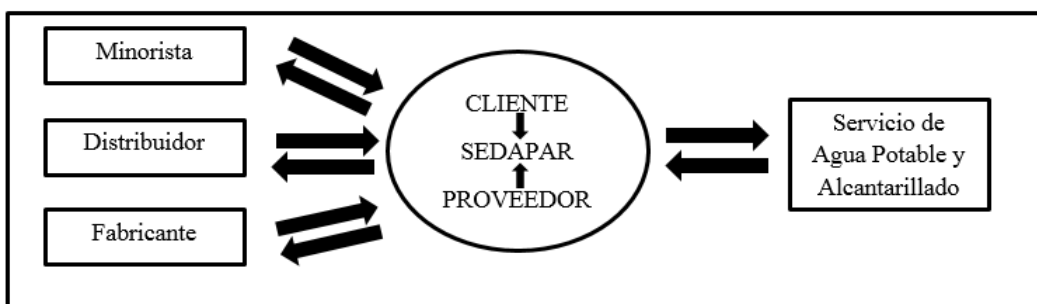 Minorista
Distribuidor
Fabricante
CLIENTE
SEDAPAR
PROVEEDOR
Servicio de
Agua Potable y
Alcantarillado